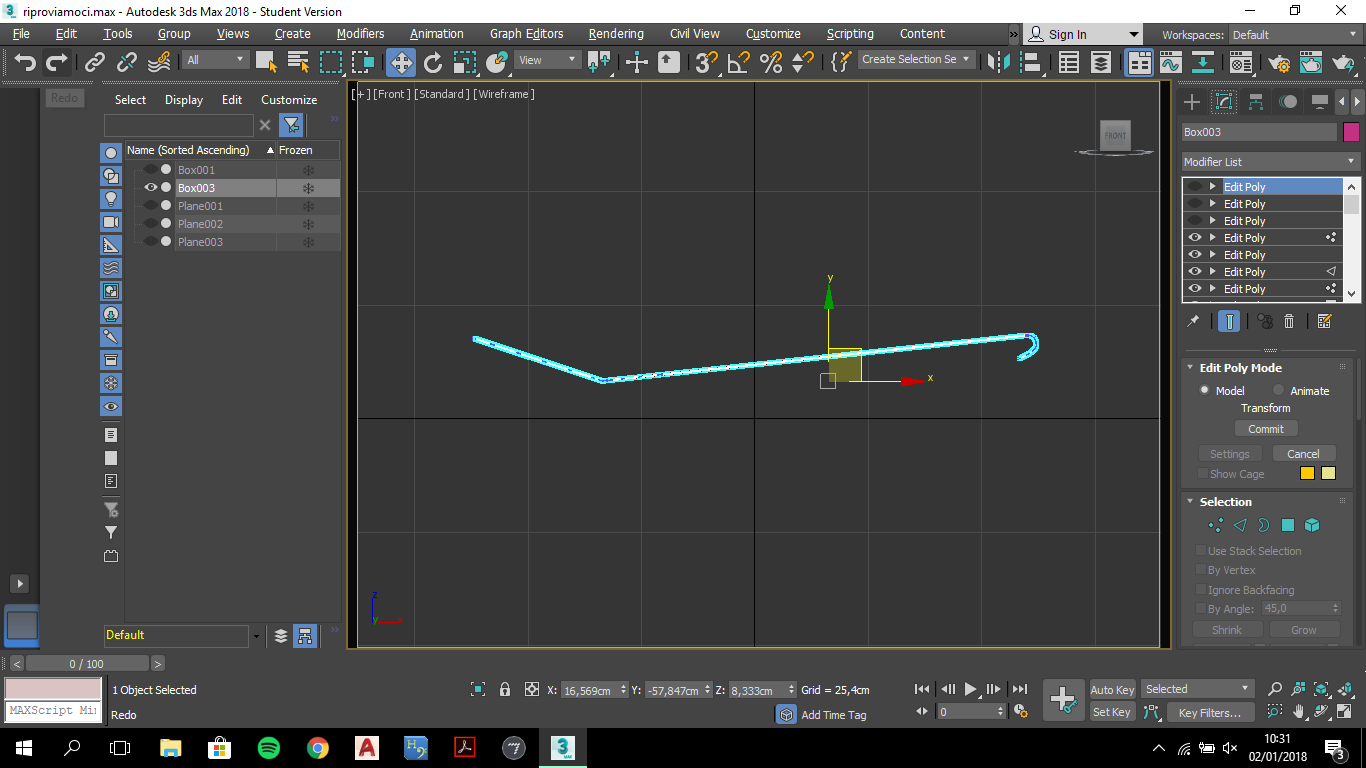 riproviamoci.max - Autodesk 3ds Max 2018 - Student Version
File Edit Tools Group Views Create Modifiers Animation Graph Editors Rendering Civil View Customize Scripting Content » Sign In Workspaces: Default
All View Create Selection Se
Redo Select Display Edit Customize
[+] [Front] [Standard] [Wireframe]
FRONT
Name (Sorted Ascending) Frozen
Box001
Box003
Plane001
Plane002
Plane003
y
x
z
y
Default
Box003
Modifier List
Edit Poly
Edit Poly
Edit Poly
Edit Poly
Edit Poly
Edit Poly
Edit Poly
Edit Poly Mode
Model Animate
Transform
Commit
Settings Cancel
Show Cage
Selection
Use Stack Selection
By Vertex
Ignore Backfacing
By Angle: 45,0
Shrink Grow
< 0 / 100 >
1 Object Selected X: 16,569cm Y: -57,847cm Z: 8,333cm Grid = 25,4cm Auto Key Selected
MAXScript Mi
Redo Add Time Tag 0 Set Key Key Filters...
10:31
02/01/2018
3